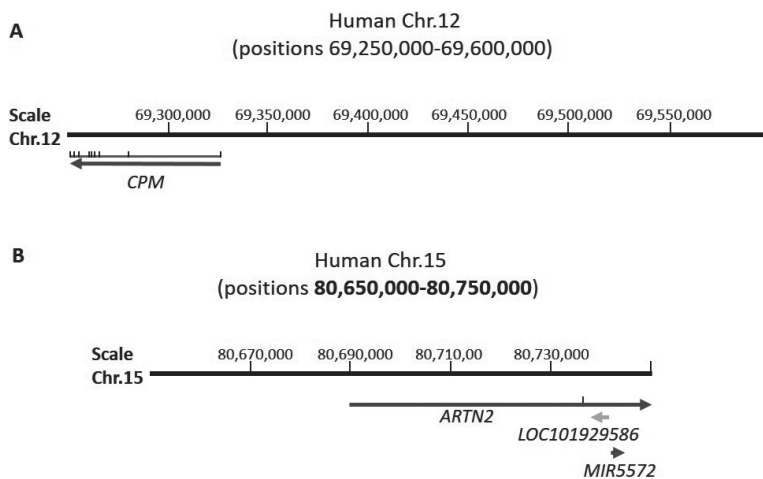 A
Human Chr.12
(positions 69,250,000-69,600,000)
Scale
69,300,000 69,350,000 69,400,000 69,450,000 69,500,000 69,550,000
Chr.12
CPM
B
Human Chr.15
(positions 80,650,000-80,750,000)
Scale
80,670,000 80,690,000 80,710,00 80,730,000
Chr.15
ARTN2
LOC101929586
MIR5572